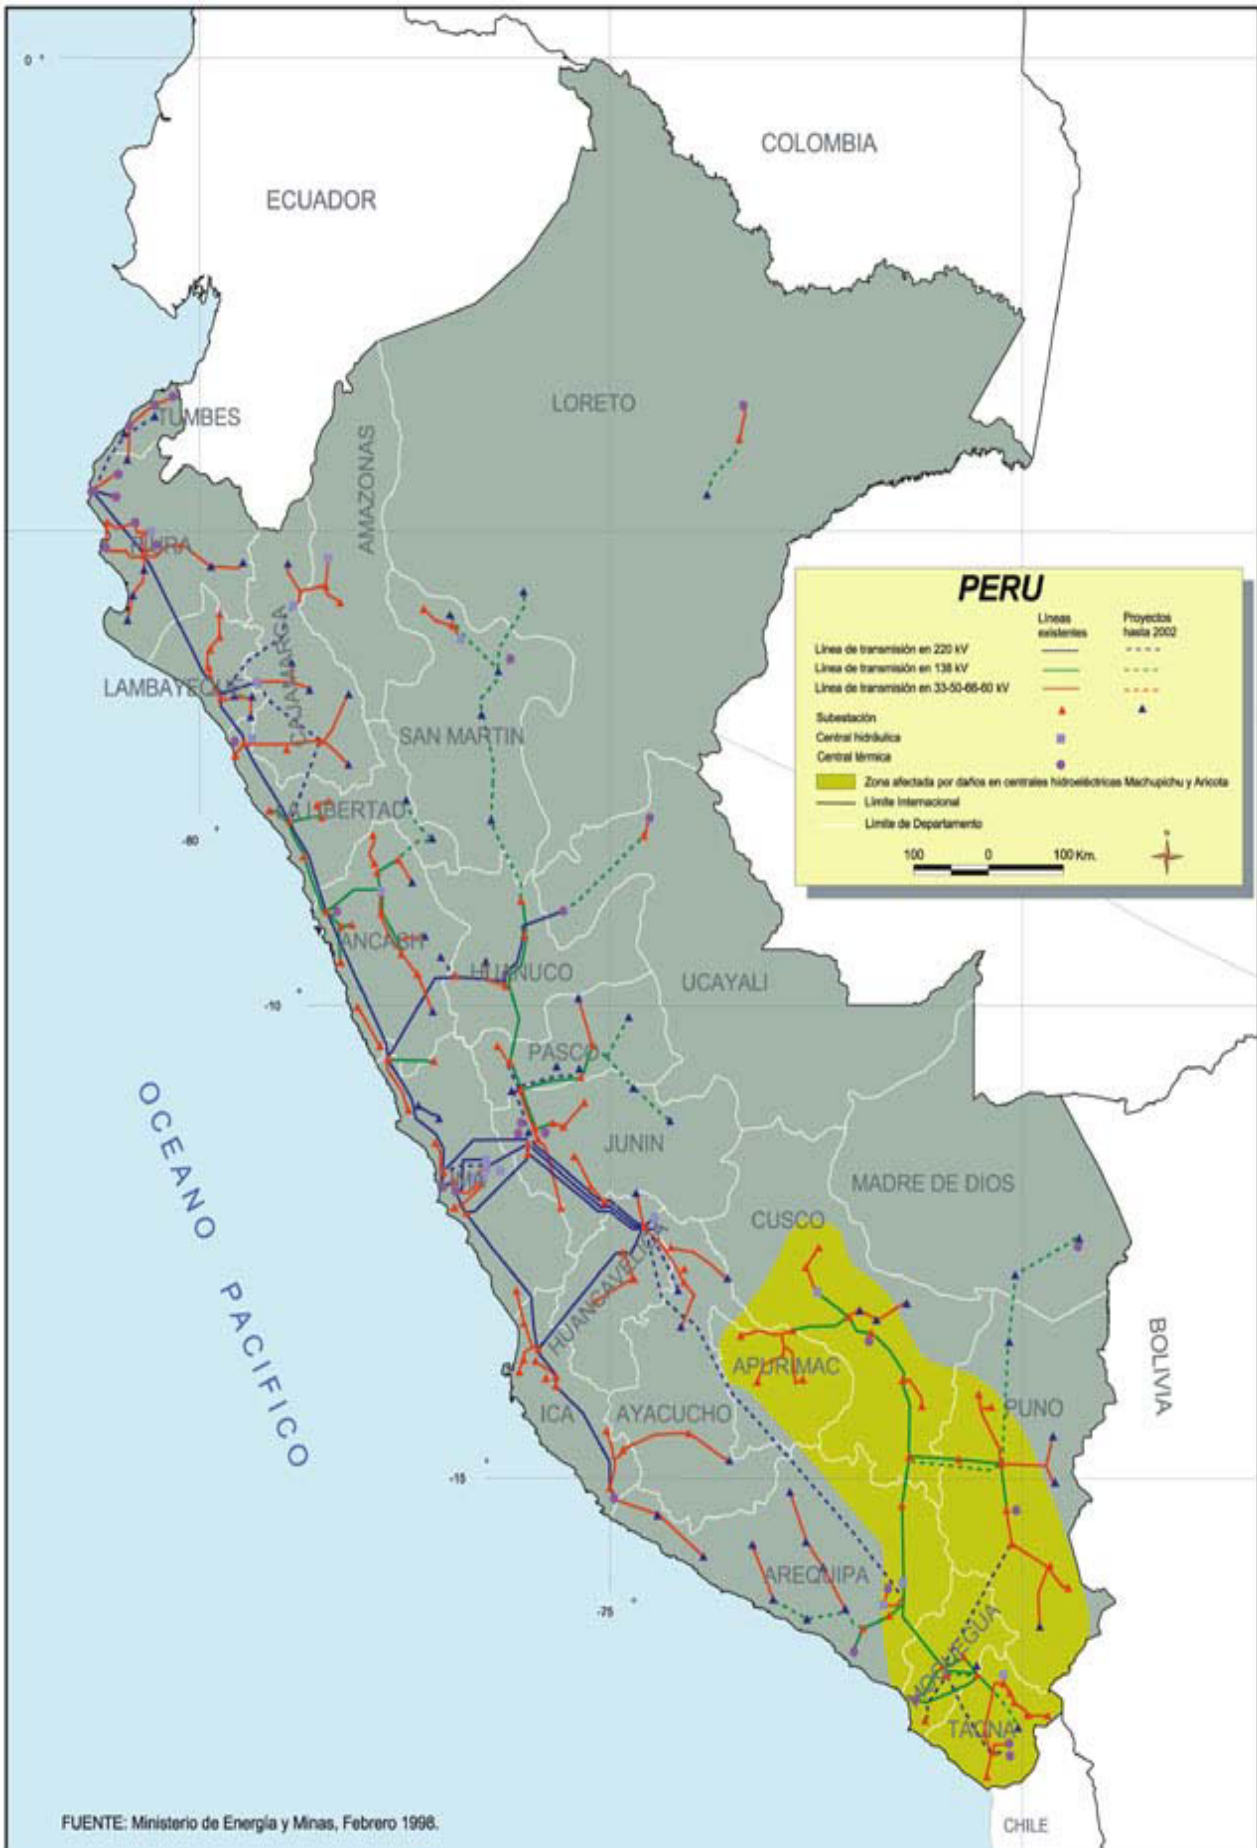 0 °
COLOMBIA
ECUADOR
LORETO
TUMBES
AMAZONAS
PIURA
PERU
Líneas existentes
Proyectos hasta 2002
Línea de transmisión en 220 kV
Línea de transmisión en 138 kV
Línea de transmisión en 33-50-66-60 kV
Subestación
Central hidráulica
Central térmica
Zona afectada por daños en centrales hidroeléctricas Machupichu y Aricota
Límite Internacional
Límite de Departamento
100 0 100 Km.
N
CAJAMARCA
LAMBAYEQUE
SAN MARTIN
LA LIBERTAD
-80 °
ANCASH
HUANUCO
UCAYALI
-10 °
PASCO
JUNIN
LIMA
MADRE DE DIOS
CUSCO
OCEANO PACIFICO
HUANCAVELICA
BOLIVIA
APURIMAC
ICA
AYACUCHO
PUNO
-15 °
AREQUIPA
-75 °
MOQUEGUA
TACNA
CHILE
FUENTE: Ministerio de Energía y Minas, Febrero 1998.